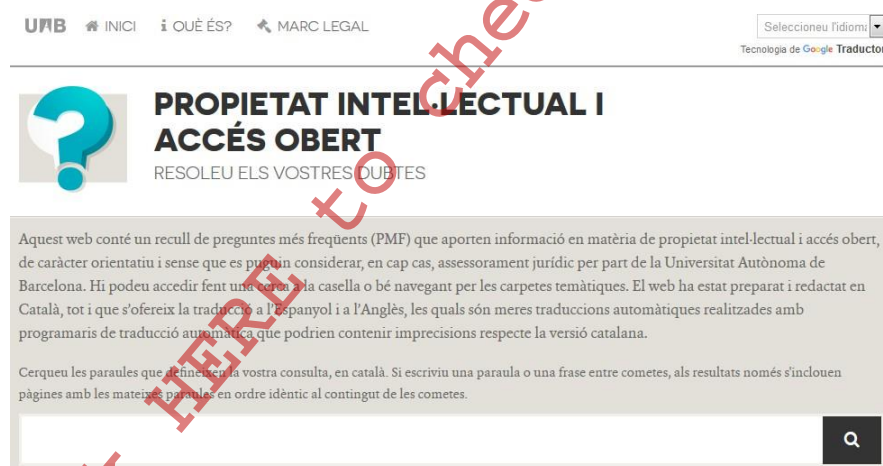 UAB INICI QUÈ ÉS? MARC LEGAL
Seleccioneu l'idioma
Tecnologia de Google Traductor
PROPIETAT INTEL·LECTUAL I
ACCÉS OBERT
RESOLEU ELS VOSTRES DUBTES
Aquest web conté un recull de preguntes més freqüents (PMF) que aporten informació en matèria de propietat intel·lectual i accés obert,
de caràcter orientatiu i sense que es puguin considerar, en cap cas, assessorament jurídic per part de la Universitat Autònoma de
Barcelona. Hi podeu accedir fent una cerca a la casella o bé navegant per les carpetes temàtiques. El web ha estat preparat i redactat en
Català, tot i que s'ofereix la traducció a l'Espanyol i a l'Anglès, les quals són meres traduccions automàtiques realitzades amb
programaris de traducció automàtica que podrien contenir imprecisions respecte la versió catalana.
Cerqueu les paraules que defineixen la vostra consulta, en català. Si escriviu una paraula o una frase entre cometes, als resultats només s'inclouen
pàgines amb les mateixes paraules en ordre idèntic al contingut de les cometes.
HERE to